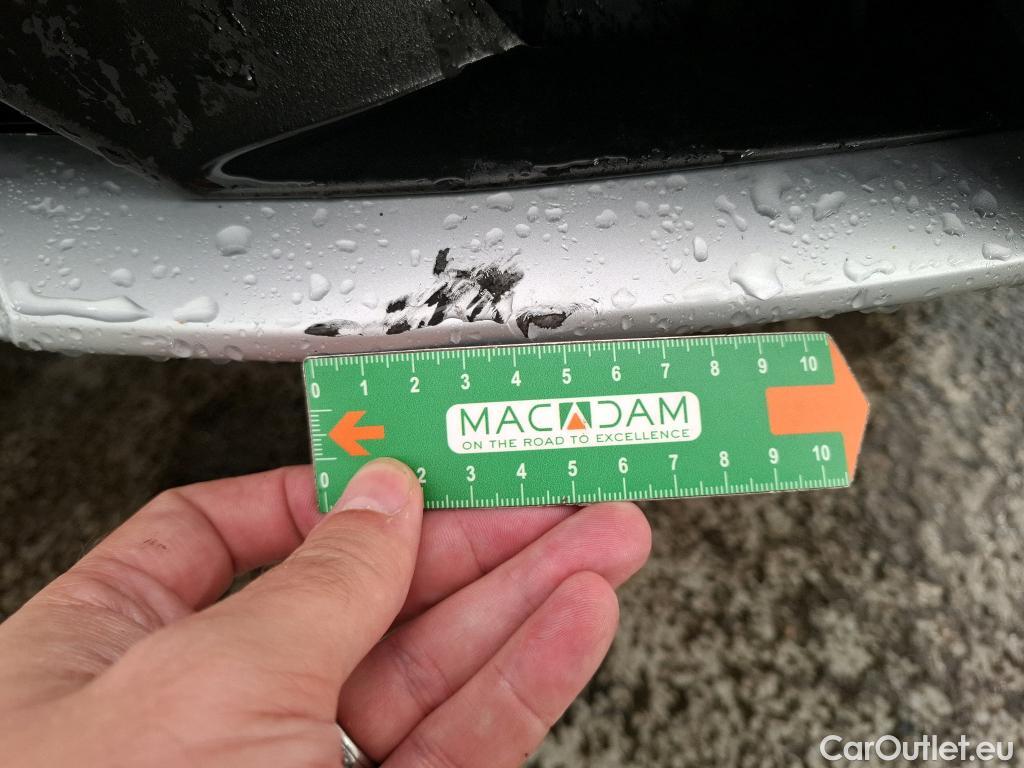 0 1 2 3 4 5 6 7 8 9 10
MACADAM
ON THE ROAD TO EXCELLENCE
0 2 3 4 5 6 7 8 9 10
CarOutlet.eu